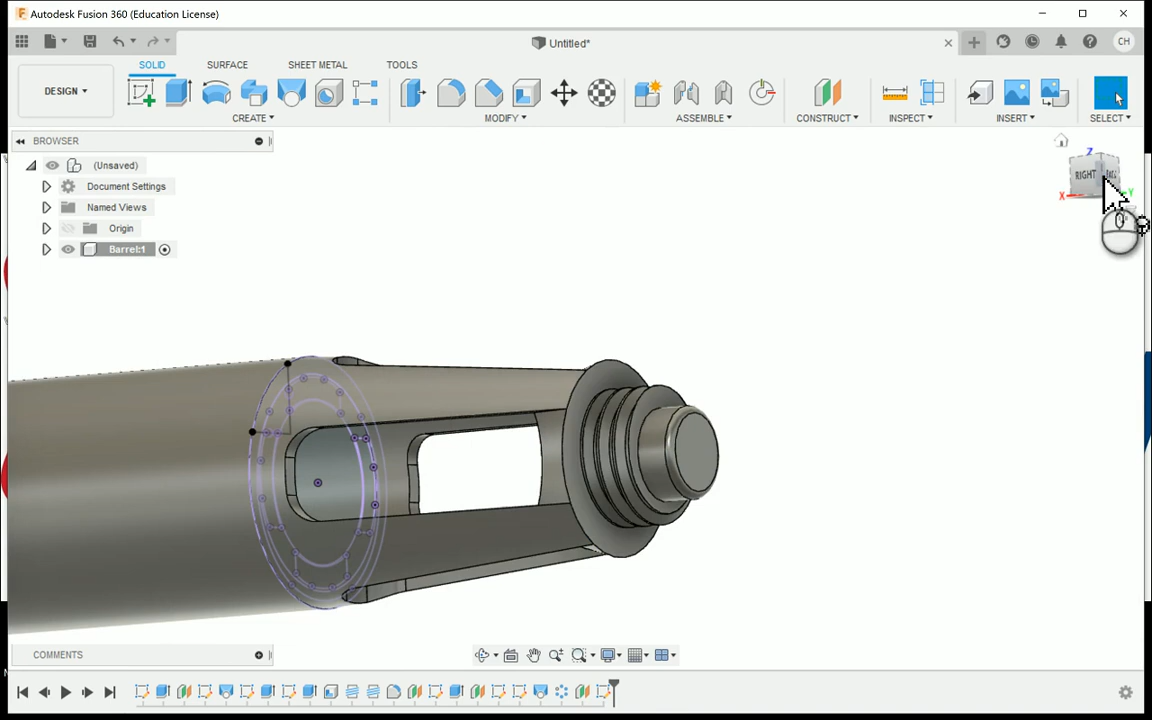 Autodesk Fusion 360 (Education License)
Untitled*
CH
DESIGN
SOLID
SURFACE
SHEET METAL
TOOLS
CREATE
MODIFY
ASSEMBLE
CONSTRUCT
INSPECT
INSERT
SELECT
BROWSER
(Unsaved)
Document Settings
Named Views
Origin
Barrel:1
Z
RIGHT
X
Y
COMMENTS